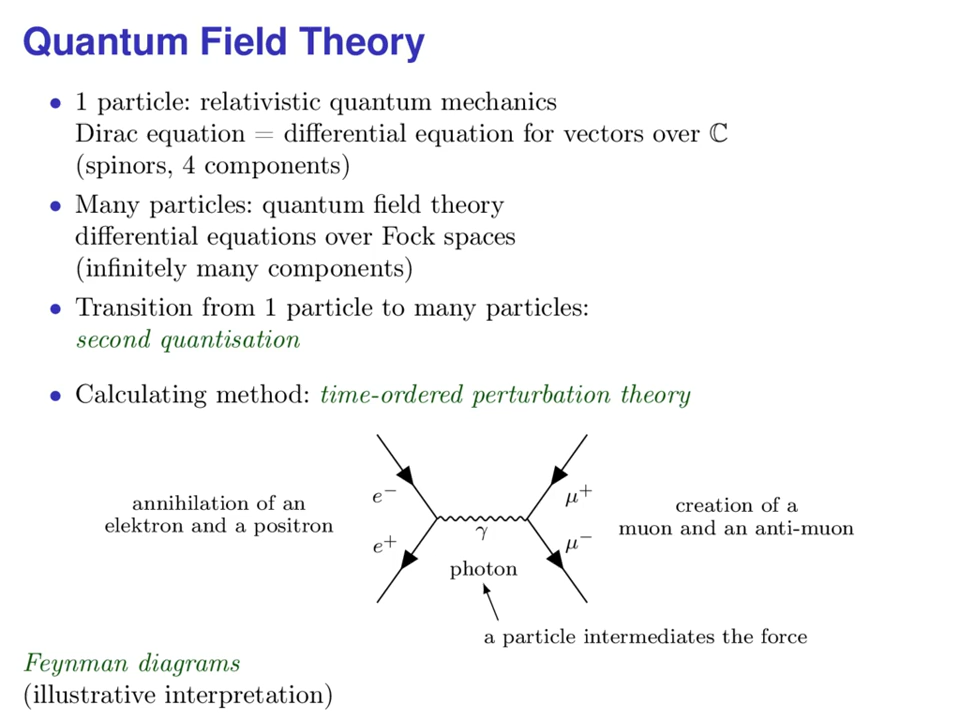 Quantum Field Theory
• 1 particle: relativistic quantum mechanics
Dirac equation = differential equation for vectors over ℂ
(spinors, 4 components)
• Many particles: quantum field theory
differential equations over Fock spaces
(infinitely many components)
• Transition from 1 particle to many particles:
second quantisation
• Calculating method: time-ordered perturbation theory
annihilation of an
elektron and a positron
e⁻
e⁺
γ
photon
μ⁺
μ⁻
creation of a
muon and an anti-muon
a particle intermediates the force
Feynman diagrams
(illustrative interpretation)